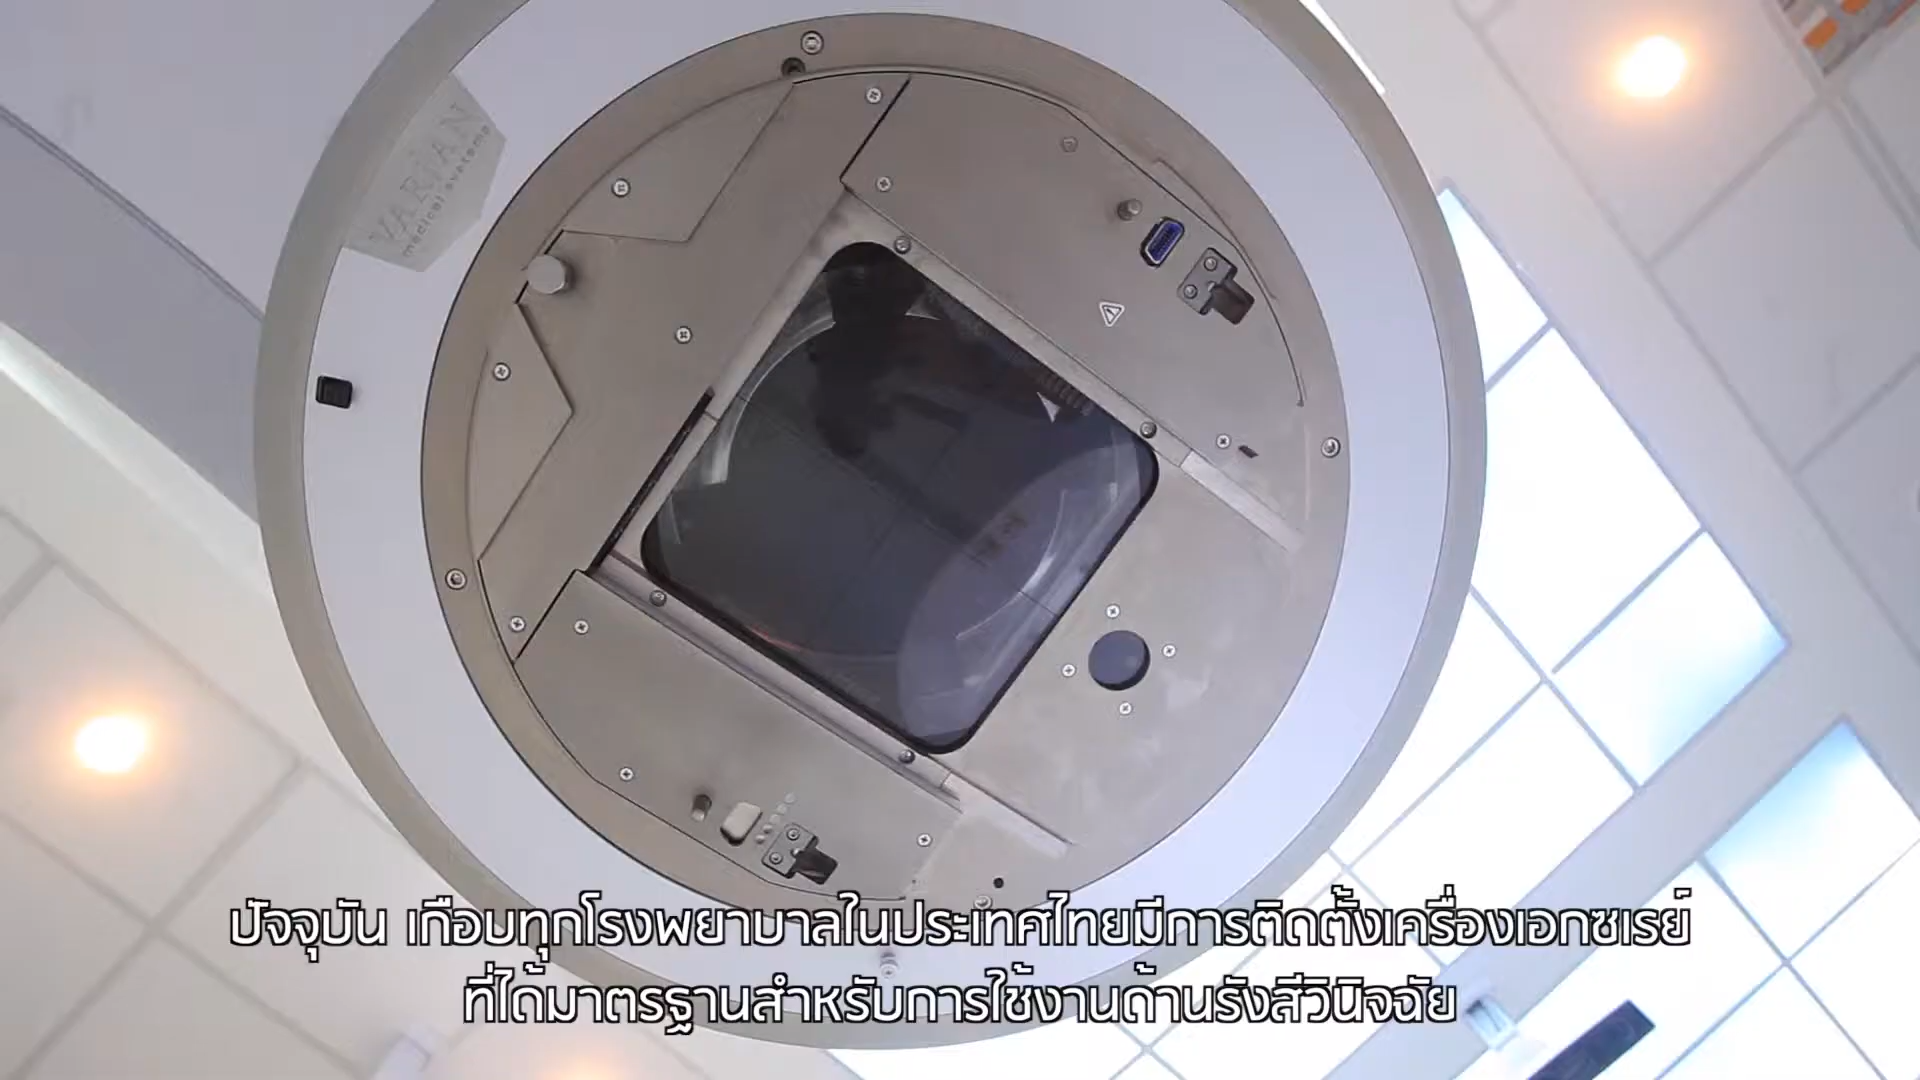 VARIAN
medical systems
ปัจจุบัน เกือบทุกโรงพยาบาลในประเทศไทยมีการติดตั้งเครื่องเอกซเรย์
ที่ได้มาตรฐานสำหรับการใช้งานด้านรังสีวินิจฉัย